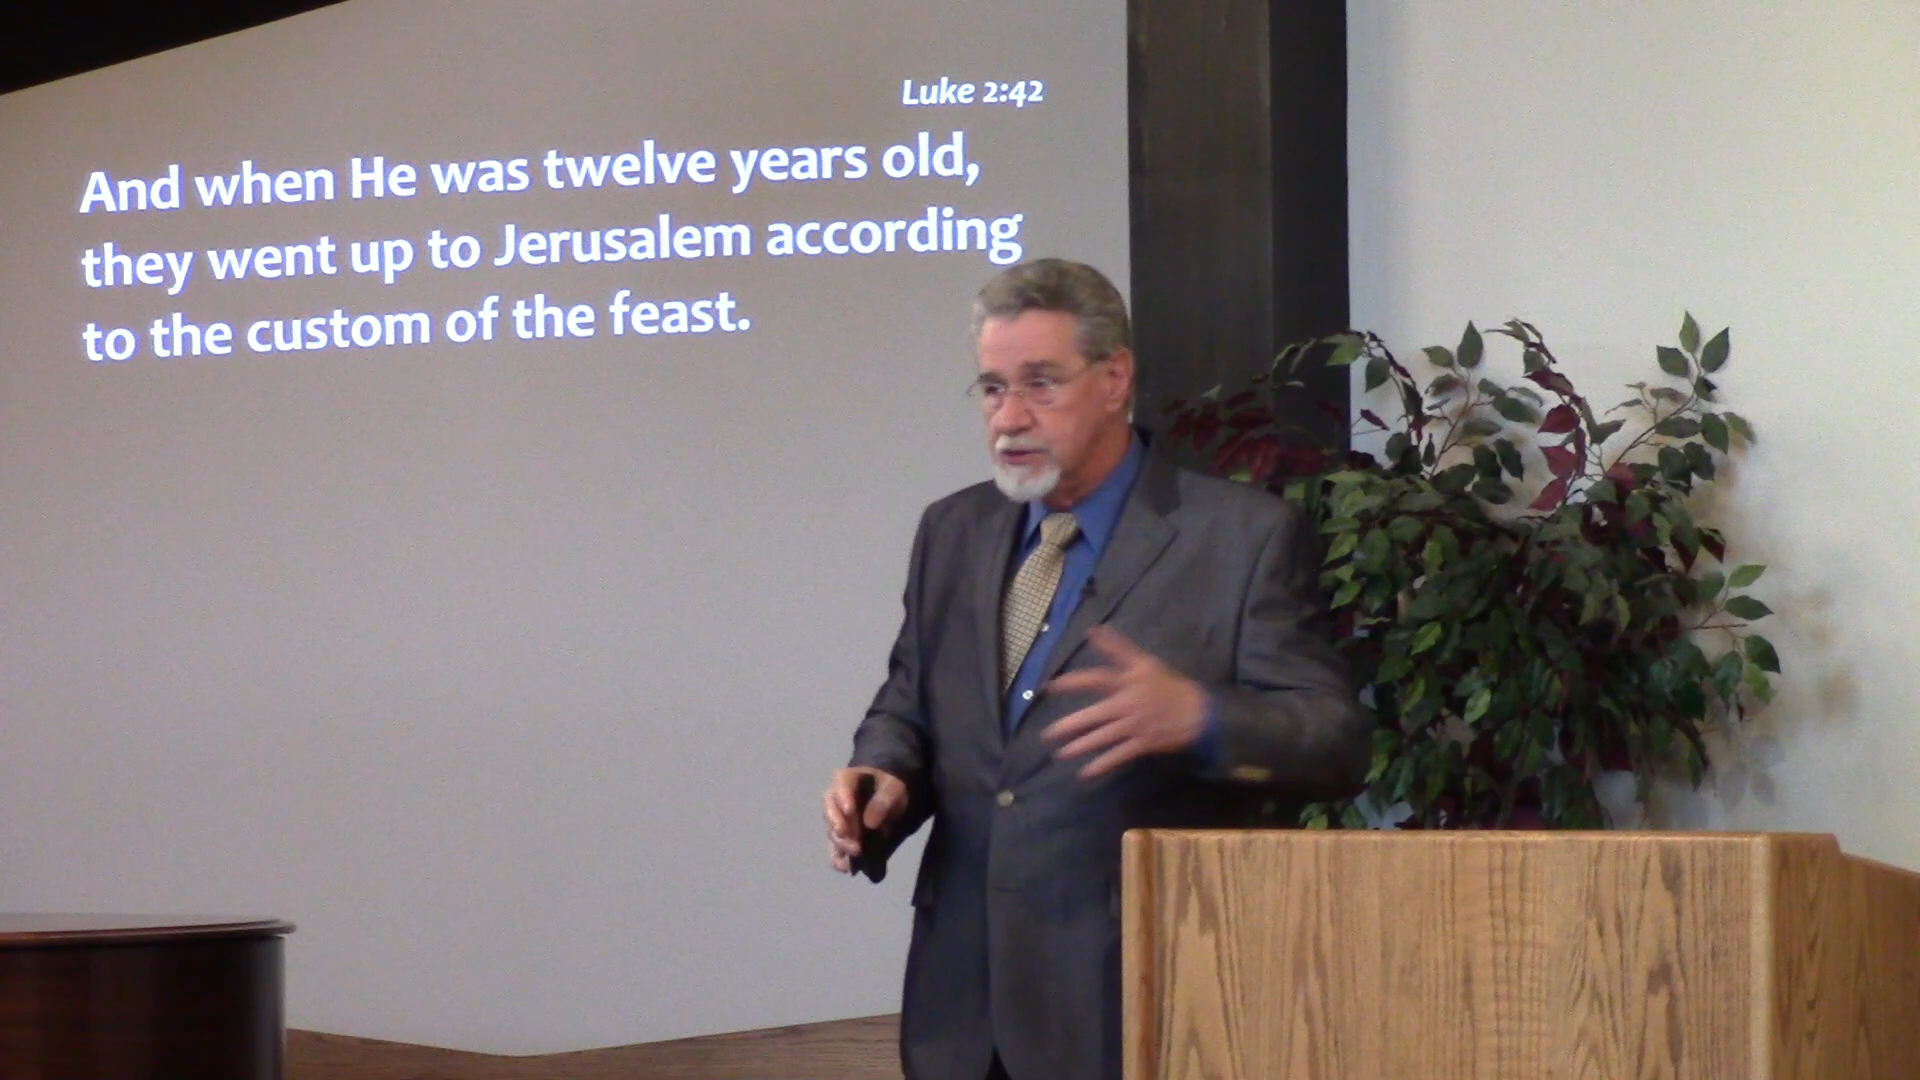 Luke 2:42
And when He was twelve years old,
they went up to Jerusalem according
to the custom of the feast.